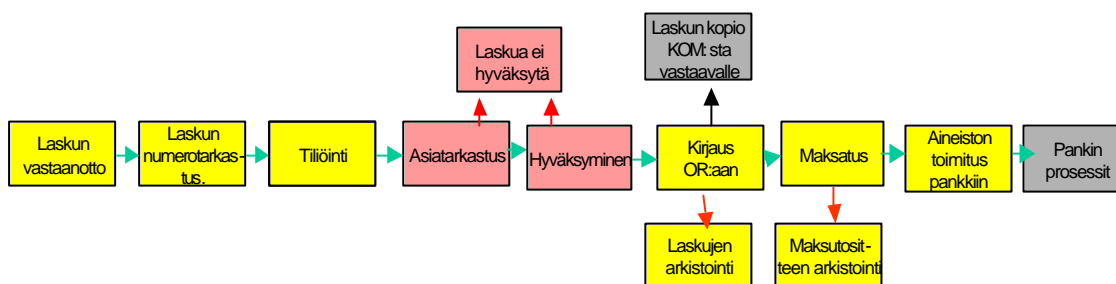 Laskua ei
hyväksytä
Laskun kopio
KOM: sta
vastaavalle
Laskun
vastaanotto
Laskun
numerotarkas-
tus.
Tiliöinti
Asiatarkastus
Hyväksyminen
Kirjaus
OR:aan
Maksatus
Aineiston
toimitus
pankkiin
Pankin
prosessit
Laskujen
arkistointi
Maksutosit-
teen arkistointi